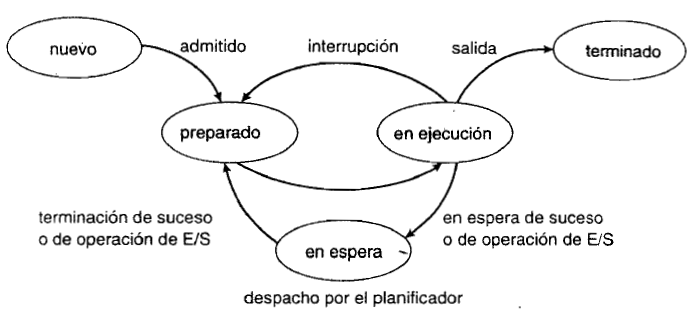 nuevo
admitido
interrupción
salida
terminado
preparado
en ejecución
terminación de suceso
o de operación de E/S
en espera de suceso
o de operación de E/S
en espera
despacho por el planificador